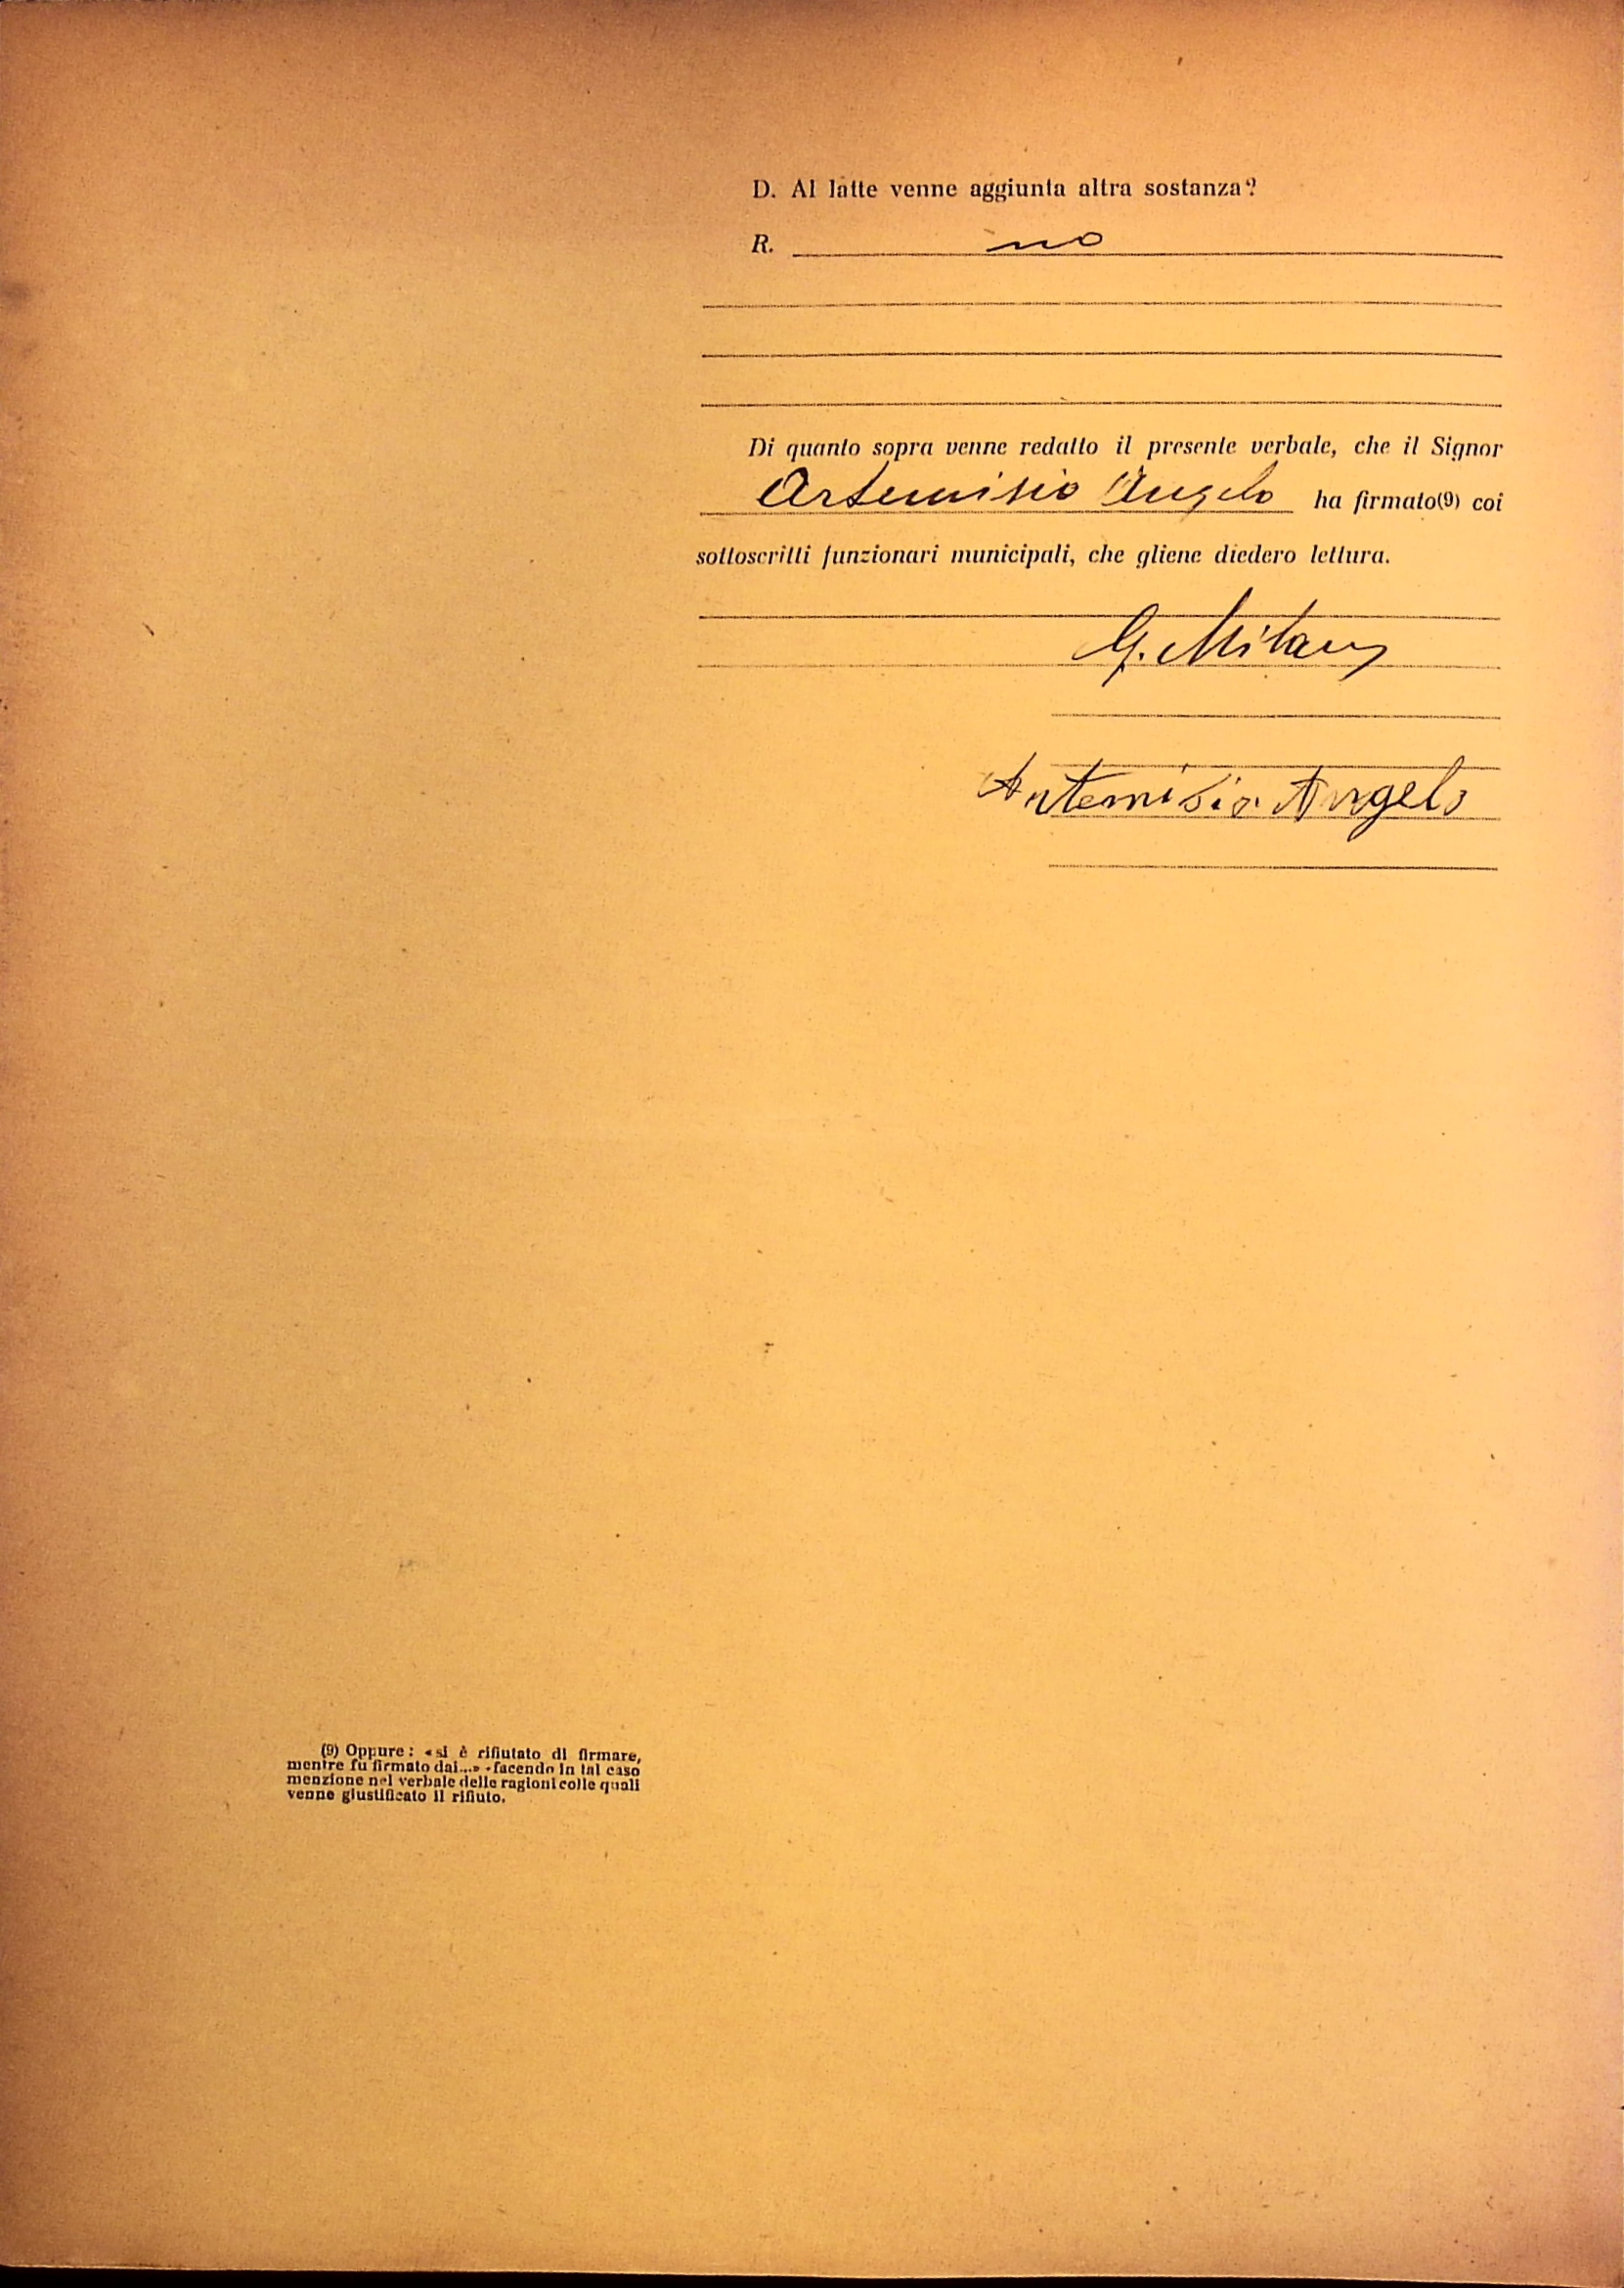 D. Al latte venne aggiunta altra sostanza?
R. no
Di quanto sopra venne redatto il presente verbale, che il Signor
Artemisio Angelo ha firmato(9) coi
sottoscritti funzionari municipali, che gliene diedero lettura.
G. Milani
Artemisio Angelo
(9) Oppure: «si è rifiutato di firmare,
mentre fu firmato dai...» - facendo in tal caso
menzione nel verbale delle ragioni colle quali
venne giustificato il rifiuto.